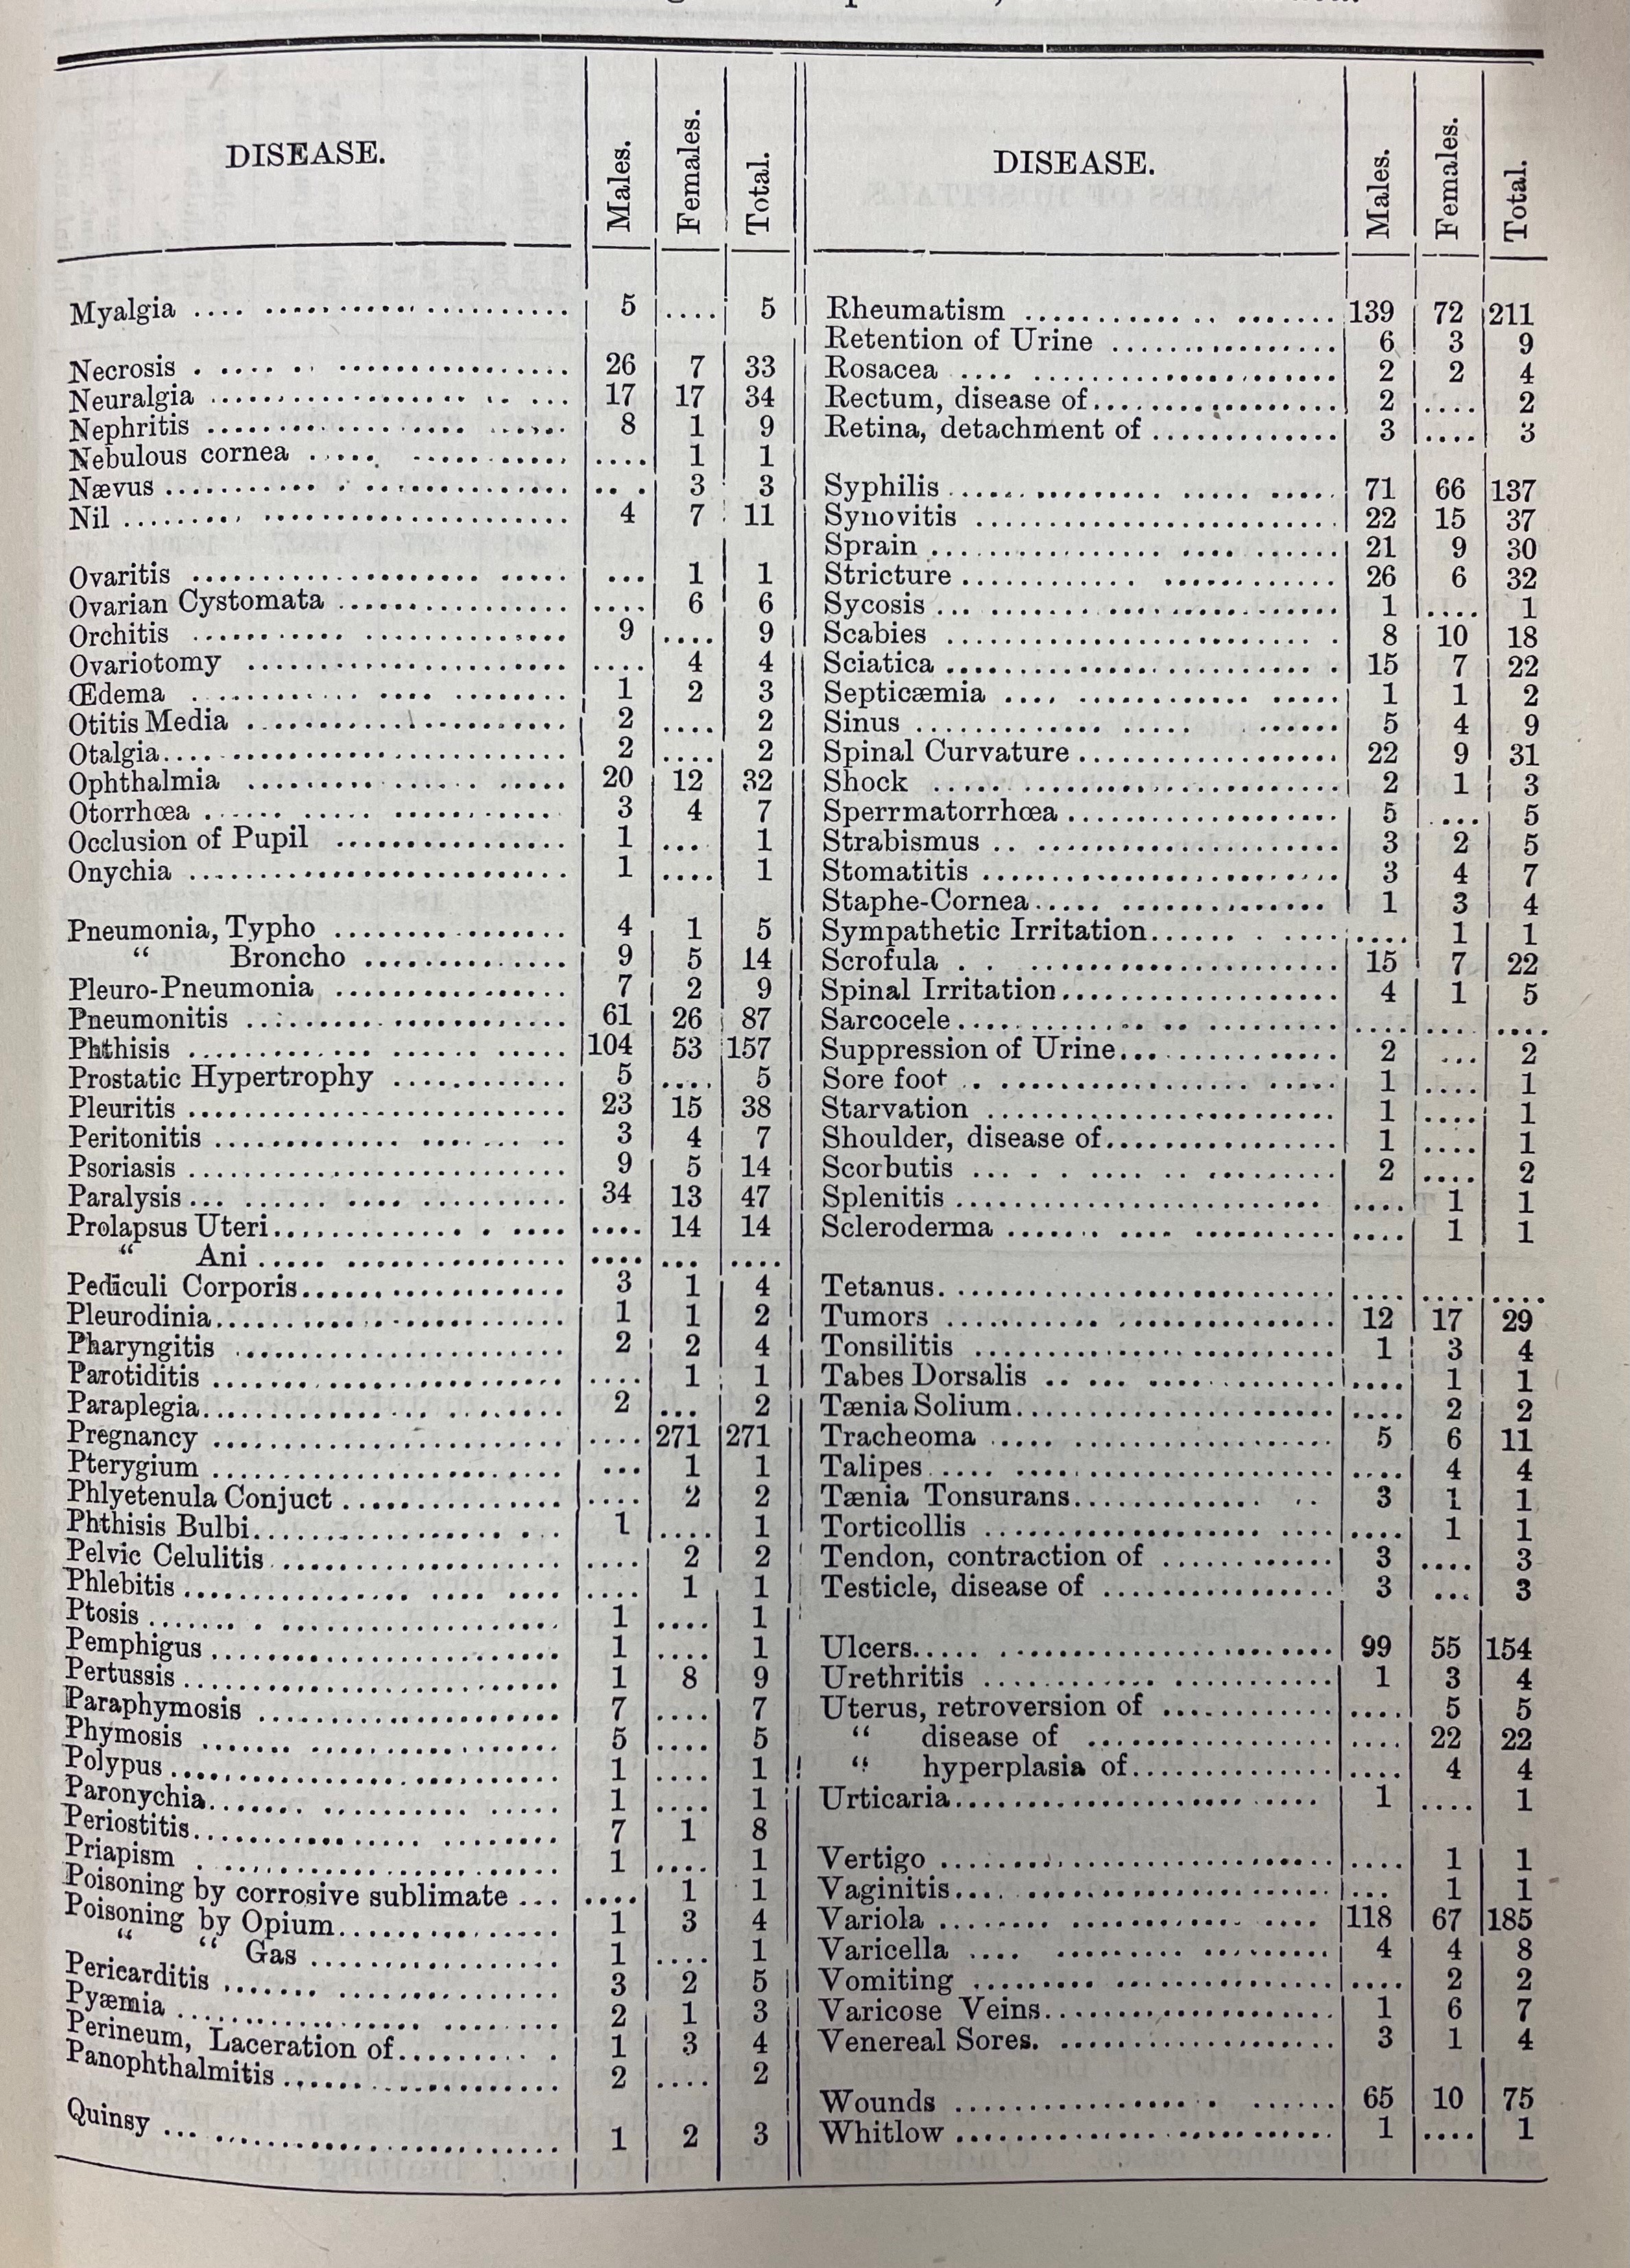 DISEASE.
Males.
Females.
Total.
Myalgia .... .......................... 5 .... 5
Necrosis . .... .. ...................... 26 7 33
Neuralgia ...................... .. ... 17 17 34
Nephritis .................. .... ...... 8 1 9
Nebulous cornea ..... .............. .... 1 1
Nævus ............ . .................. .... 3 3
Nil ......... ........................ 4 7 11
Ovaritis ...................... ..... ... 1 1
Ovarian Cystomata ...................... .... 6 6
Orchitis ...... ...................... 9 .... 9
Ovariotomy ........................ .... 4 4
Œdema ............ .... ........ 1 2 3
Otitis Media ...................... 2 .... 2
Otalgia............................ 2 .... 2
Ophthalmia ................ ..... 20 12 32
Otorrhœa ...... ..... ............ 3 4 7
Occlusion of Pupil ................ 1 .... 1
Onychia .......................... 1 .... 1
Pneumonia, Typho ................ 4 1 5
“ Broncho .............. 9 5 14
Pleuro-Pneumonia ................ 7 2 9
Pneumonitis ...................... 61 26 87
Phthisis ............ ...... ..... 104 53 157
Prostatic Hypertrophy ............ 5 .... 5
Pleuritis .......................... 23 15 38
Peritonitis .............. ....... .. 3 4 7
Psoriasis .......................... 9 5 14
Paralysis... ...... ................ 34 13 47
Prolapsus Uteri............. . .... .... 14 14
“ Ani ..... ................ .... ... ....
Pediculi Corporis.................. 3 1 4
Pleurodinia........................ 1 1 2
Pharyngitis ...................... 2 2 4
Parotiditis ........................ .... 1 1
Paraplegia.............. .. ........ 2 ... 2
Pregnancy ........................ .... 271 271
Pterygium ........................ ... 1 1
Phlyetenula Conjuct ................ .... 2 2
Phthisis Bulbi................ .. ... 1 .... 1
Pelvic Celulitis .................... .... 2 2
Phlebitis .................. .... .... .... 1 1
Ptosis ....... . .................. 1 .... 1
Pemphigus ........................ 1 .... 1
Pertussis .......................... 1 8 9
Paraphymosis .................... 7 .... 7
Phymosis ....... .................. 5 .... 5
Polypus .......................... 1 .... 1
Paronychia....... ............ ..... 1 .... 1
Periostitis................ ........ 7 1 8
Priapism . ........................ 1 .... 1
Poisoning by corrosive sublimate ... .... 1 1
Poisoning by Opium................ 1 3 4
“ “ Gas ................ 1 .... 1
Pericarditis ....... ................ 3 2 5
Pyæmia .................. ........ 2 1 3
Perineum, Laceration of.......... . 1 3 4
Panophthalmitis .................. 2 .... 2
Quinsy ... ........................ 1 2 3
DISEASE.
Males.
Females.
Total.
Rheumatism .............. .. ....... 139 72 211
Retention of Urine ................ 6 3 9
Rosacea .... ...................... 2 2 4
Rectum, disease of.................. 2 .... 2
Retina, detachment of ............. 3 .... 3
Syphilis .................. ..... ..... 71 66 137
Synovitis .......................... 22 15 37
Sprain ................. .... ...... 21 9 30
Stricture ............ ............ 26 6 32
Sycosis ... ...................... 1 .... 1
Scabies ........................ . 8 10 18
Sciatica ........................ . 15 7 22
Septicæmia .... .... .............. 1 1 2
Sinus .................. ...... 5 4 9
Spinal Curvature .................. 22 9 31
Shock ..... ...................... 2 1 3
Sperrmatorrhœa .................. 5 .... 5
Strabismus .. .................... 3 2 5
Stomatitis ........................ 3 4 7
Staphe-Cornea..... .............. 1 3 4
Sympathetic Irritation...... . .... .... 1 1
Scrofula . . .................... 15 7 22
Spinal Irritation................... 4 1 5
Sarcocele............ .. .......... .... .... ....
Suppression of Urine... ............ 2 ... 2
Sore foot .. .................. ..... 1 .... 1
Starvation ........................ 1 .... 1
Shoulder, disease of................ 1 .... 1
Scorbutis ... . . .... .. .......... 2 .... 2
Splenitis ........................ .... 1 1
Scleroderma ....... .... .......... .... 1 1
Tetanus............................ .... .... ....
Tumors .......... ................ 12 17 29
Tonsilitis ........................ 1 3 4
Tabes Dorsalis .. ... .... .......... .... 1 1
Tænia Solium...................... .... 2 2
Tracheoma ..... .................. 5 6 11
Talipes..... ...................... .... 4 4
Tænia Tonsurans.............. .. 3 1 1
Torticollis .................. .... .... 1 1
Tendon, contraction of ............ 3 .... 3
Testicle, disease of ................ 3 ... 3
Ulcers..... . ...................... 99 55 154
Urethritis ............ ............ 1 3 4
Uterus, retroversion of ............ .... 5 5
“ disease of ................ .... 22 22
“ hyperplasia of.............. .... 4 4
Urticaria.................... .... 1 .... 1
Vertigo .......................... .... 1 1
Vaginitis.... .................... ... 1 1
Variola ........ ............ .... 118 67 185
Varicella .... .......... ........ 4 4 8
Vomiting ......... .............. .... 2 2
Varicose Veins.................... 1 6 7
Venereal Sores. .................. 3 1 4
Wounds .................. . ...... 65 10 75
Whitlow .......................... 1 .... 1